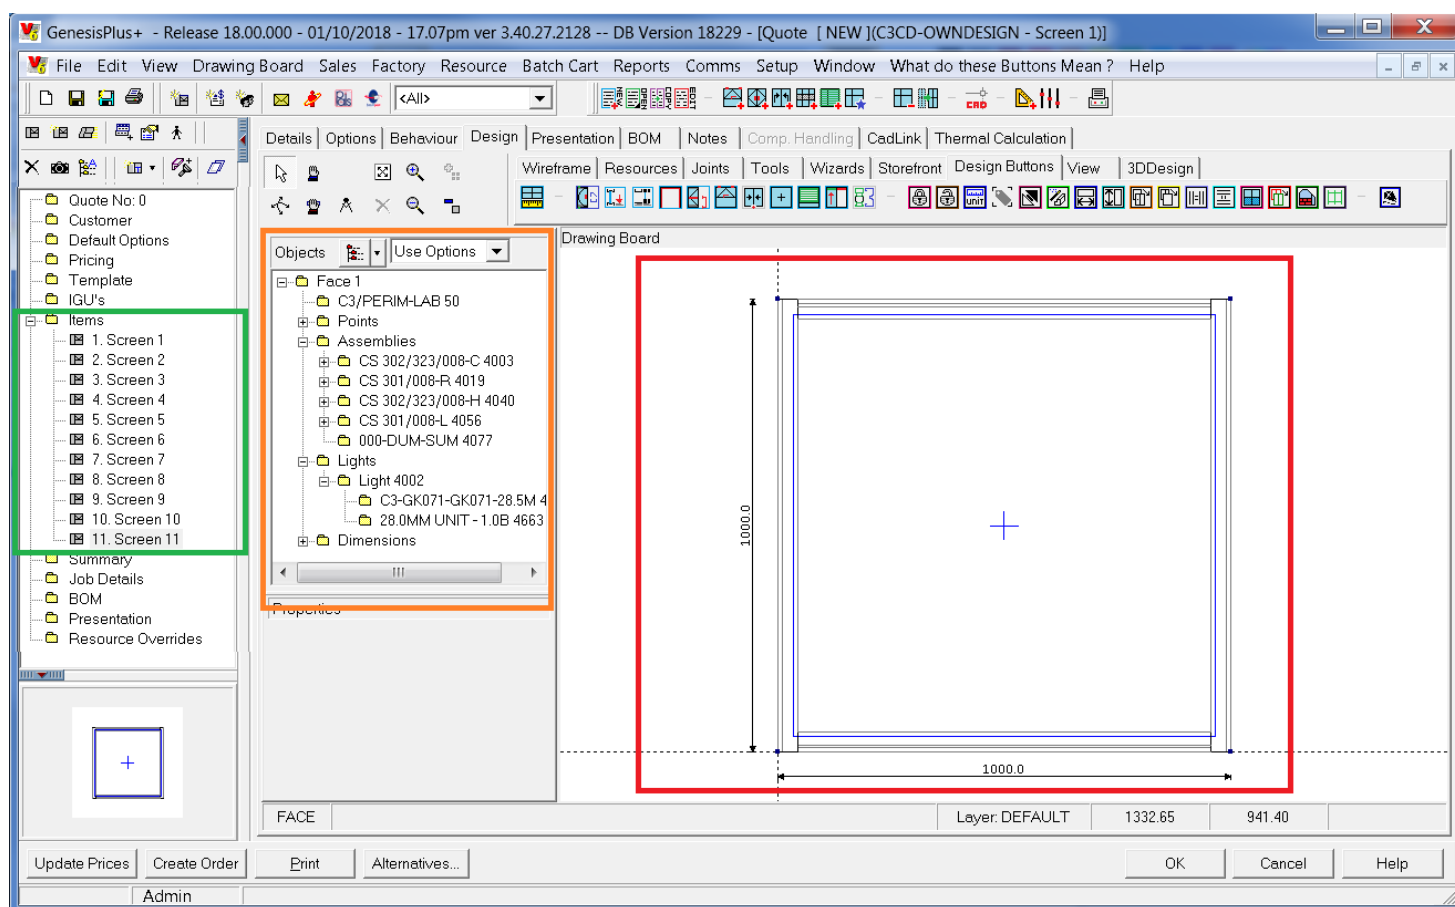 GenesisPlus+ - Release 18.00.000 - 01/10/2018 - 17.07pm ver 3.40.27.2128 -- DB Version 18229 - [Quote [ NEW ](C3CD-OWNDESIGN - Screen 1)]
File Edit View Drawing Board Sales Factory Resource Batch Cart Reports Comms Setup Window What do these Buttons Mean ? Help
<All>
Details Options Behaviour Design Presentation BOM Notes Comp. Handling CadLink Thermal Calculation
Wireframe Resources Joints Tools Wizards Storefront Design Buttons View 3DDesign
Quote No: 0
Customer
Default Options
Pricing
Template
IGU's
Items
1. Screen 1
2. Screen 2
3. Screen 3
4. Screen 4
5. Screen 5
6. Screen 6
7. Screen 7
8. Screen 8
9. Screen 9
10. Screen 10
11. Screen 11
Summary
Job Details
BOM
Presentation
Resource Overrides
Objects Use Options
Face 1
C3/PERIM-LAB 50
Points
Assemblies
CS 302/323/008-C 4003
CS 301/008-R 4019
CS 302/323/008-H 4040
CS 301/008-L 4056
000-DUM-SUM 4077
Lights
Light 4002
C3-GK071-GK071-28.5M 4
28.0MM UNIT - 1.0B 4663
Dimensions
Properties
Drawing Board
1000.0
1000.0
FACE Layer: DEFAULT 1332.65 941.40
Update Prices Create Order Print Alternatives... OK Cancel Help
Admin